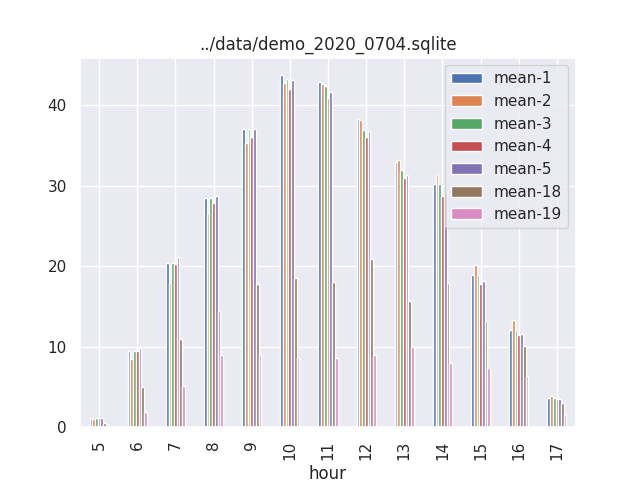 ../data/demo_2020_0704.sqlite
mean-1
mean-2
mean-3
mean-4
mean-5
mean-18
mean-19
40
30
20
10
0
5 6 7 8 9 10 11 12 13 14 15 16 17
hour